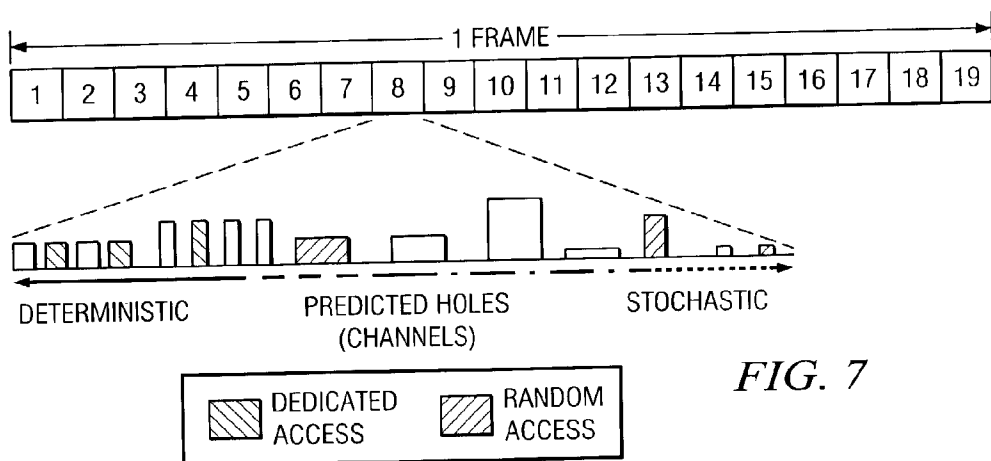 1 FRAME
1 2 3 4 5 6 7 8 9 10 11 12 13 14 15 16 17 18 19
DETERMINISTIC PREDICTED HOLES STOCHASTIC
(CHANNELS)
FIG. 7
DEDICATED RANDOM
ACCESS ACCESS